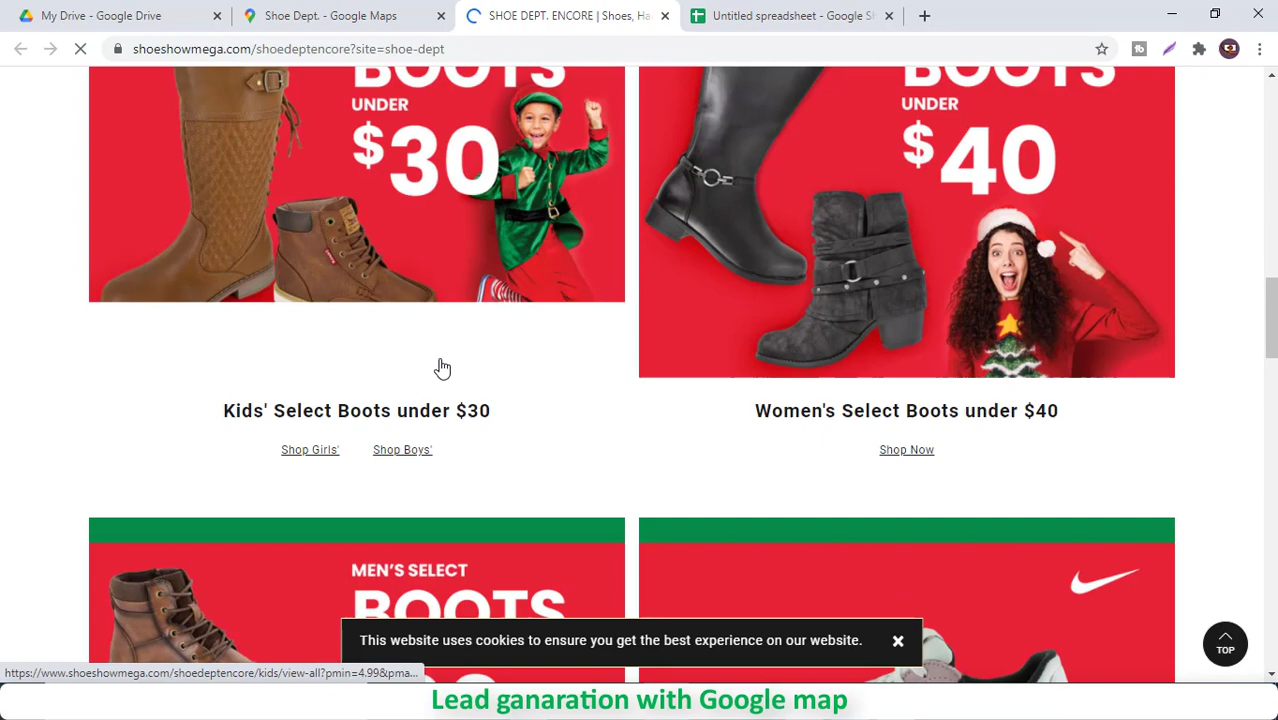 My Drive - Google Drive
Shoe Dept. - Google Maps
SHOE DEPT. ENCORE | Shoes, Ha
Untitled spreadsheet - Google Sh
shoeshowmega.com/shoedeptencore?site=shoe-dept
BOOTS
UNDER
$30
BOOTS
UNDER
$40
Kids' Select Boots under $30
Shop Girls'
Shop Boys'
Women's Select Boots under $40
Shop Now
MEN'S SELECT
BOOTS
This website uses cookies to ensure you get the best experience on our website.
TOP
https://www.shoeshowmega.com/shoedeptencore/kids/view-all?pmin=4.99&pma...
Lead ganaration with Google map